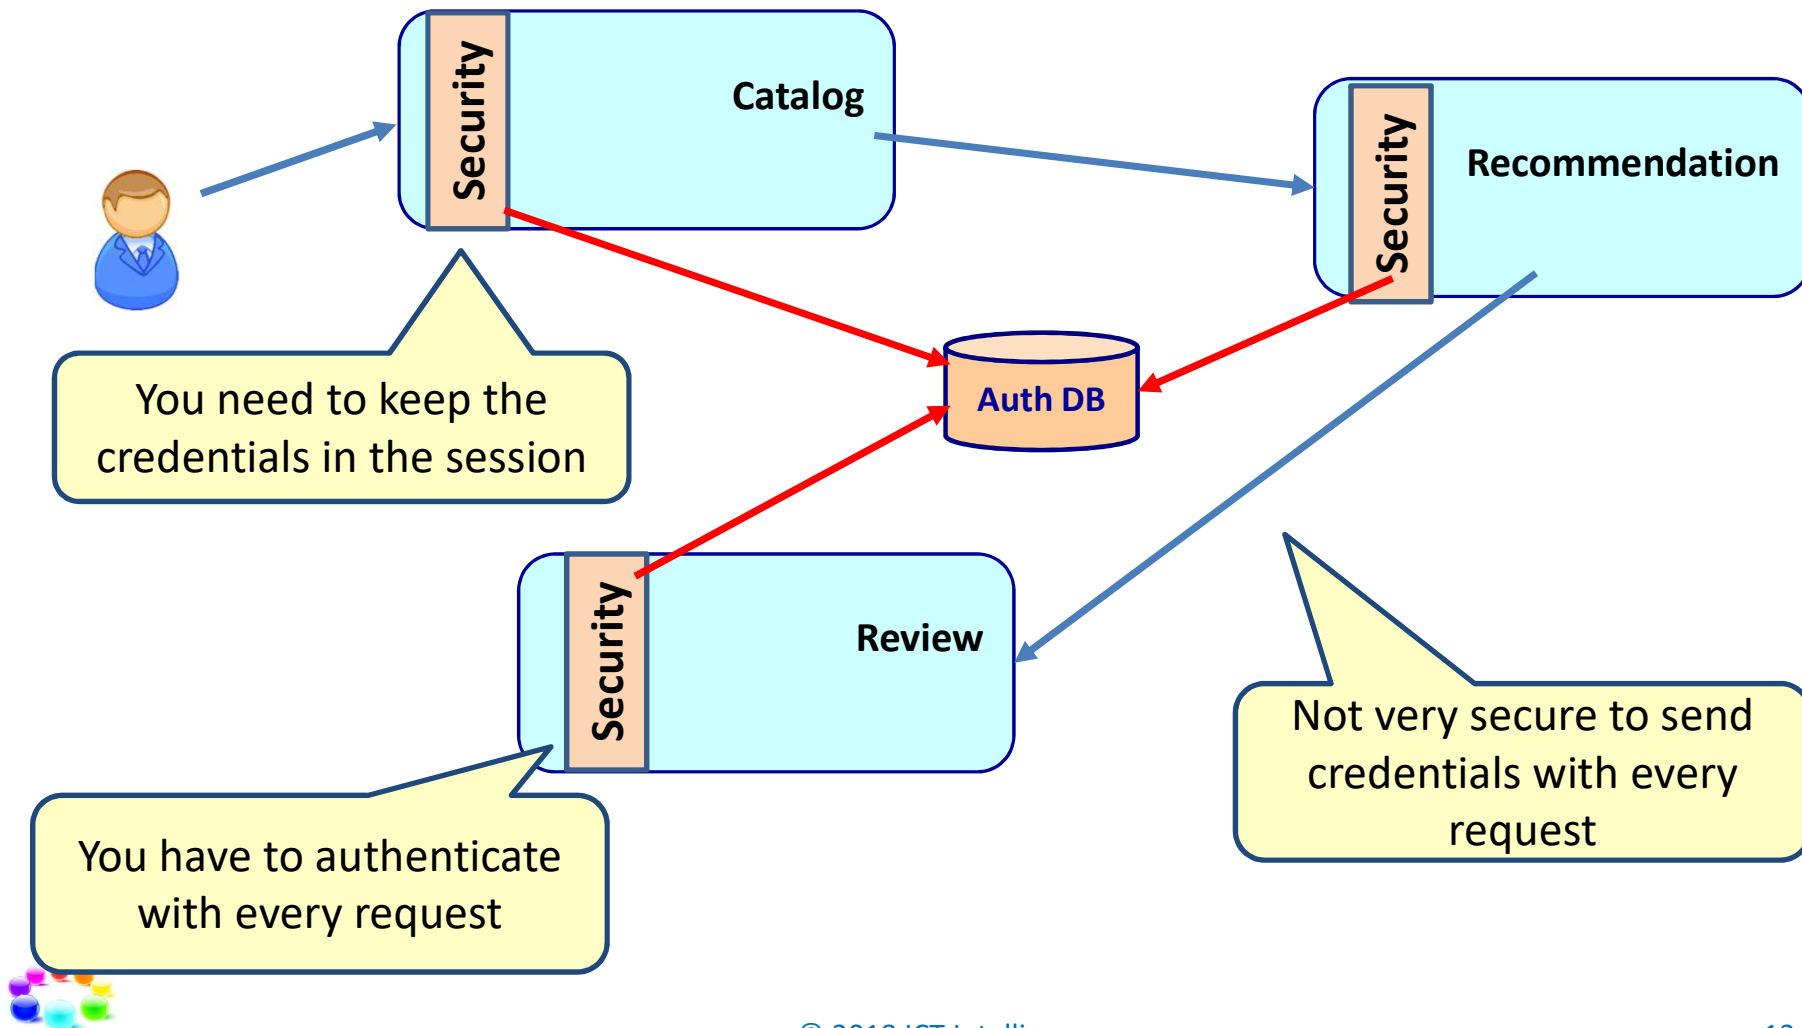 Security
Catalog
Security
Recommendation
You need to keep the
credentials in the session
Auth DB
Security
Review
Not very secure to send
credentials with every
request
You have to authenticate
with every request